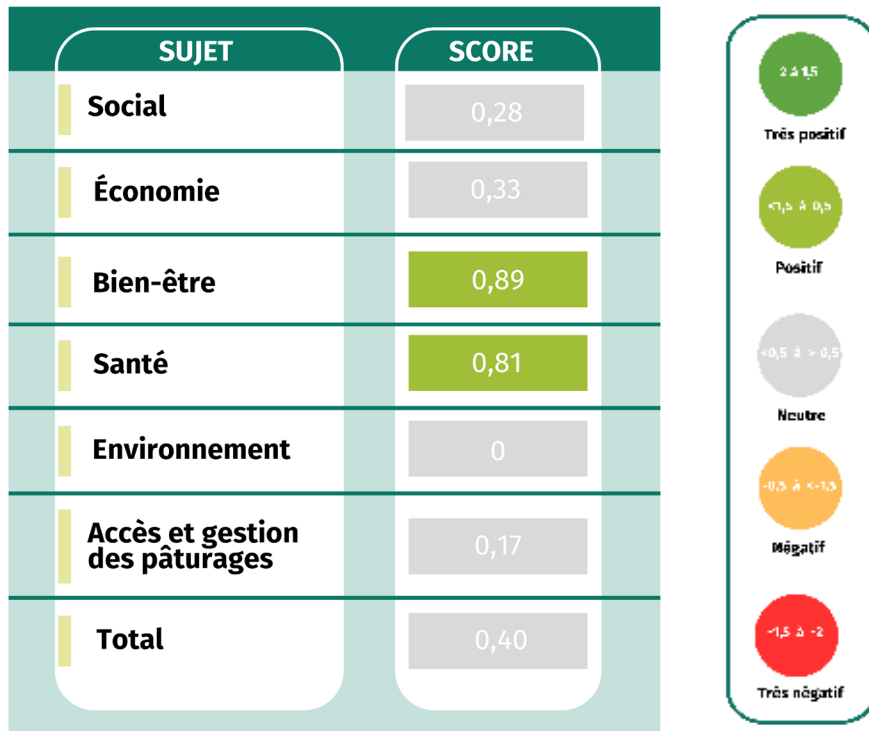 SUJET SCORE
Social 0,28
Économie 0,33
Bien-être 0,89
Santé 0,81
Environnement 0
Accès et gestion
des pâturages 0,17
Total 0,40
2 à 1,5
Très positif
<1,5 à 0,5
Positif
<0,5 à > 0,5
Neutre
-0,5 à <-1,5
Négatif
-1,5 à -2
Très négatif